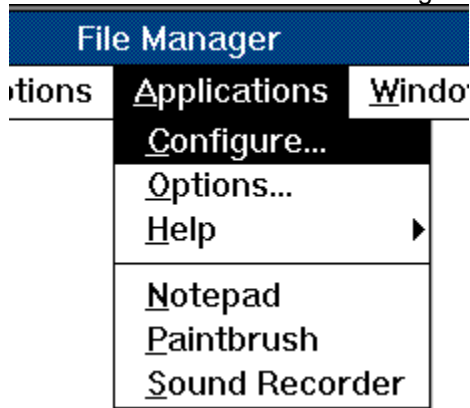 File Manager
tions Applications Windo
Configure...
Options...
Help
Notepad
Paintbrush
Sound Recorder